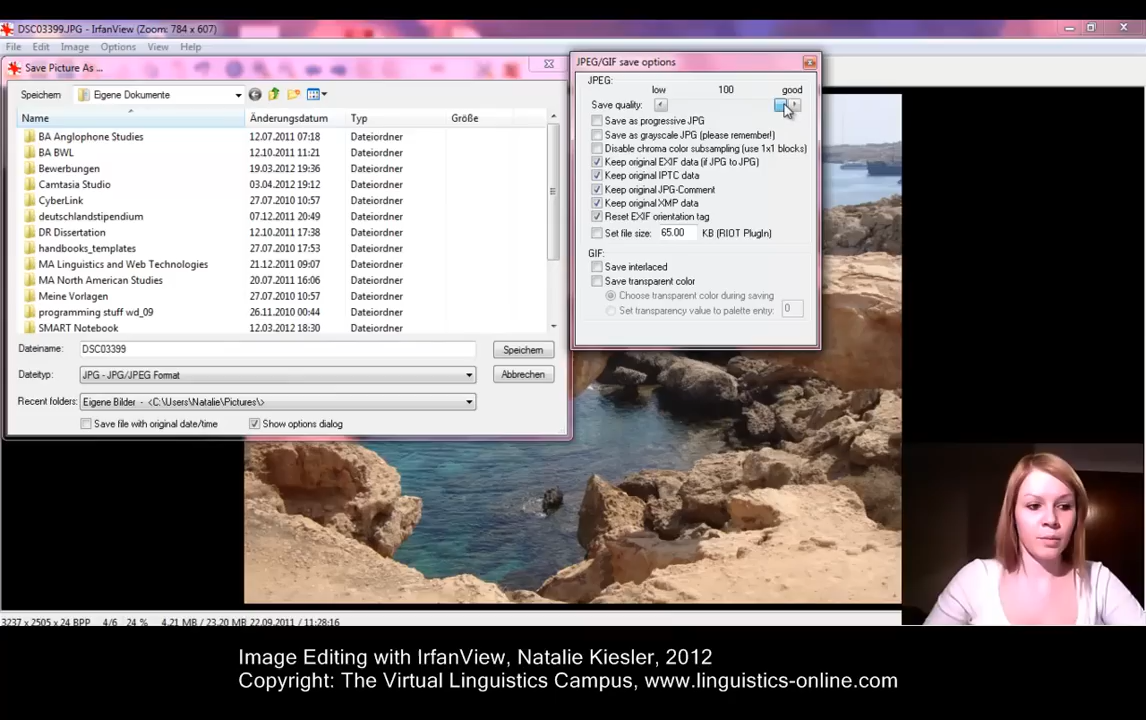 DSC03399.JPG - IrfanView (Zoom: 784 x 607)
File Edit Image Options View Help
Save Picture As ...
Speichern Eigene Dokumente
Name Änderungsdatum Typ Größe
BA Anglophone Studies 12.07.2011 07:18 Dateiordner
BA BWL 12.10.2011 11:21 Dateiordner
Bewerbungen 19.03.2012 19:36 Dateiordner
Camtasia Studio 03.04.2012 19:12 Dateiordner
CyberLink 27.07.2010 10:57 Dateiordner
deutschlandstipendium 07.12.2011 20:49 Dateiordner
DR Dissertation 12.10.2011 17:38 Dateiordner
handbooks_templates 27.07.2010 17:53 Dateiordner
MA Linguistics and Web Technologies 21.12.2011 09:07 Dateiordner
MA North American Studies 20.07.2011 16:06 Dateiordner
Meine Vorlagen 27.07.2010 10:57 Dateiordner
programming stuff wd_09 26.11.2010 00:44 Dateiordner
SMART Notebook 12.03.2012 18:30 Dateiordner
Dateiname: DSC03399 Speichern
Dateityp: JPG - JPG/JPEG Format Abbrechen
Recent folders: Eigene Bilder - <C:\Users\Natalie\Pictures\>
Save file with original date/time Show options dialog
JPEG/GIF save options
JPEG:
low 100 good
Save quality:
Save as progressive JPG
Save as grayscale JPG (please remember!)
Disable chroma color subsampling (use 1x1 blocks)
Keep original EXIF data (if JPG to JPG)
Keep original IPTC data
Keep original JPG-Comment
Keep original XMP data
Reset EXIF orientation tag
Set file size: 65.00 KB (RIOT PlugIn)
GIF:
Save interlaced
Save transparent color
Choose transparent color during saving
Set transparency value to palette entry: 0
3237 x 2505 x 24 BPP 4/6 24 % 4.21 MB / 23.20 MB 22.09.2011 / 11:28:16
Image Editing with IrfanView, Natalie Kiesler, 2012
Copyright: The Virtual Linguistics Campus, www.linguistics-online.com